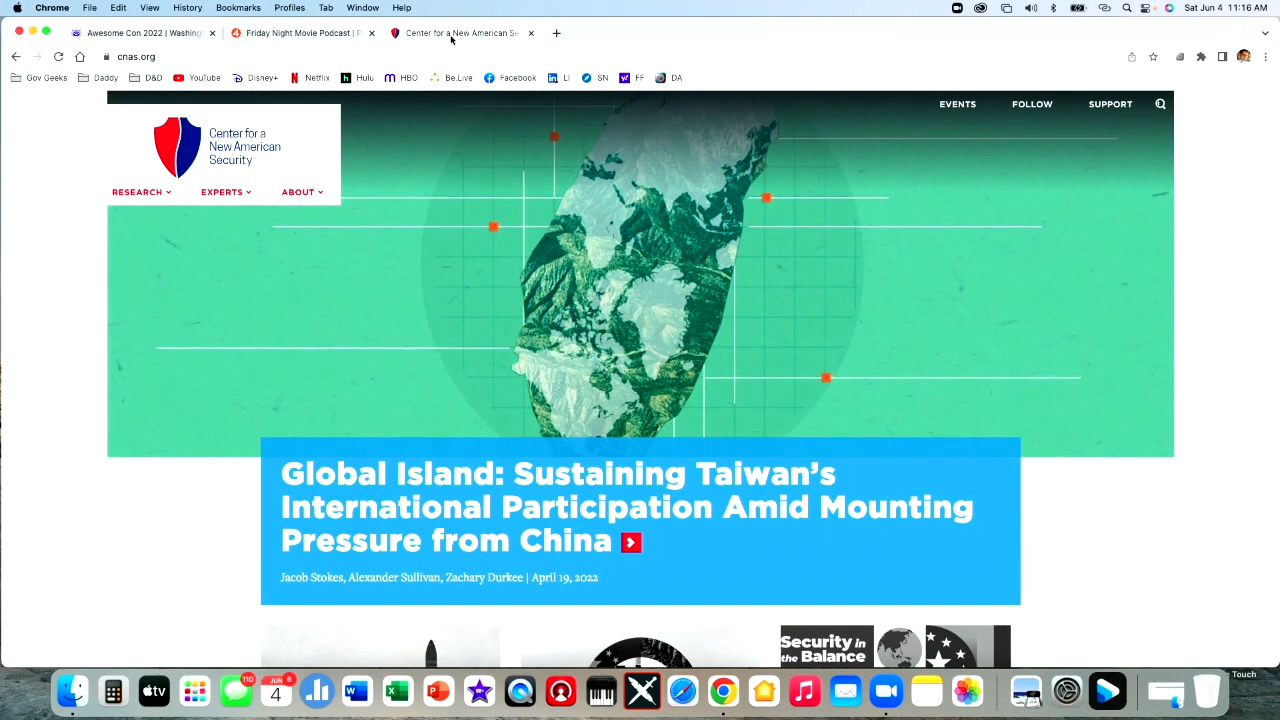 Chrome File Edit View History Bookmarks Profiles Tab Window Help Sat Jun 4 11:16 AM
Awesome Con 2022 | Washing Friday Night Movie Podcast | P Center for a New American Se
cnas.org
Gov Geeks Daddy D&D YouTube Disney+ Netflix Hulu HBO Be.Live Facebook LI SN FF DA
EVENTS FOLLOW SUPPORT
Center for a
New American
Security
RESEARCH EXPERTS ABOUT
Global Island: Sustaining Taiwan's
International Participation Amid Mounting
Pressure from China
Jacob Stokes, Alexander Sullivan, Zachary Durkee | April 19, 2022
Security in
the Balance
110
JUN 6
4
tv
W
X
P
Touch